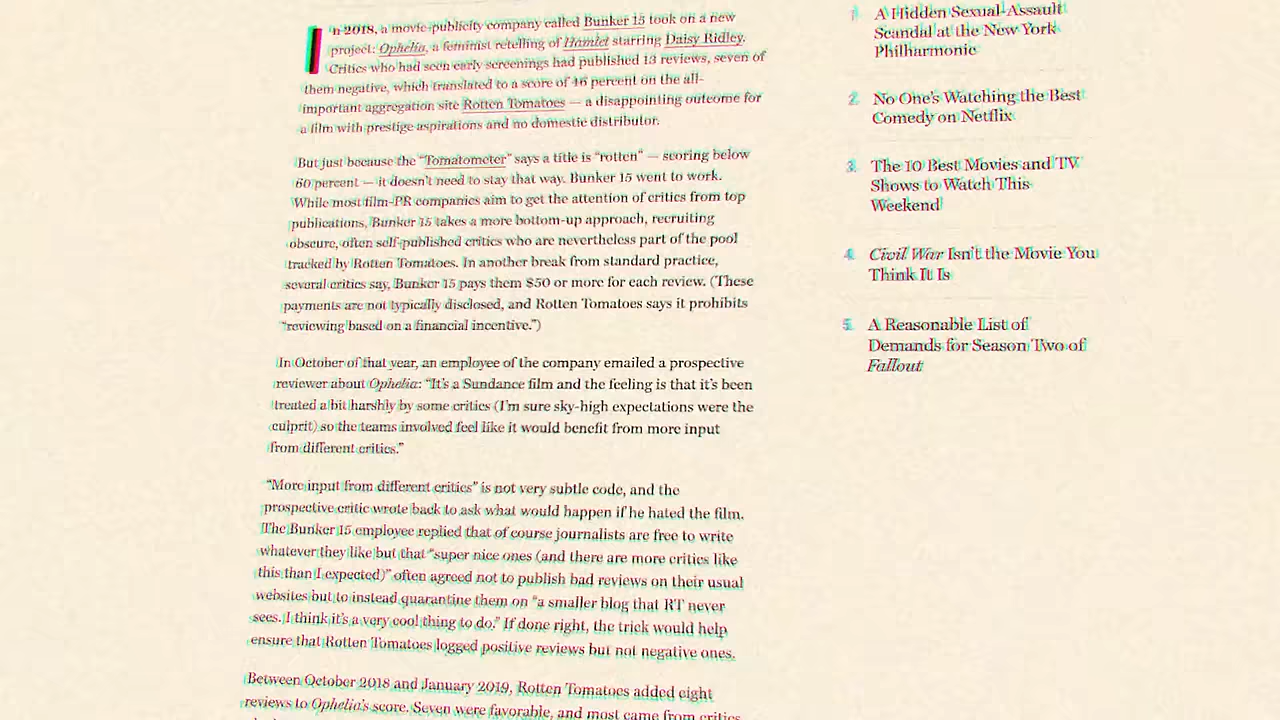 In 2018, a movie-publicity company called Bunker 15 took on a new
project: Ophelia, a feminist retelling of Hamlet starring Daisy Ridley.
Critics who had seen early screenings had published 13 reviews, seven of
them negative, which translated to a score of 46 percent on the all-
important aggregation site Rotten Tomatoes — a disappointing outcome for
a film with prestige aspirations and no domestic distributor.
But just because the “Tomatometer” says a title is “rotten” — scoring below
60 percent — it doesn’t need to stay that way. Bunker 15 went to work.
While most film-PR companies aim to get the attention of critics from top
publications, Bunker 15 takes a more bottom-up approach, recruiting
obscure, often self-published critics who are nevertheless part of the pool
tracked by Rotten Tomatoes. In another break from standard practice,
several critics say, Bunker 15 pays them $50 or more for each review. (These
payments are not typically disclosed, and Rotten Tomatoes says it prohibits
“reviewing based on a financial incentive.”)
In October of that year, an employee of the company emailed a prospective
reviewer about Ophelia: “It’s a Sundance film and the feeling is that it’s been
treated a bit harshly by some critics (I’m sure sky-high expectations were the
culprit) so the teams involved feel like it would benefit from more input
from different critics.”
“More input from different critics” is not very subtle code, and the
prospective critic wrote back to ask what would happen if he hated the film.
The Bunker 15 employee replied that of course journalists are free to write
whatever they like but that “super nice ones (and there are more critics like
this than I expected)” often agreed not to publish bad reviews on their usual
websites but to instead quarantine them on “a smaller blog that RT never
sees. I think it’s a very cool thing to do.” If done right, the trick would help
ensure that Rotten Tomatoes logged positive reviews but not negative ones.
Between October 2018 and January 2019, Rotten Tomatoes added eight
reviews to Ophelia’s score. Seven were favorable, and most came from critics
1 A Hidden Sexual-Assault
Scandal at the New York
Philharmonic
2 No One’s Watching the Best
Comedy on Netflix
3 The 10 Best Movies and TV
Shows to Watch This
Weekend
4 Civil War Isn’t the Movie You
Think It Is
5 A Reasonable List of
Demands for Season Two of
Fallout